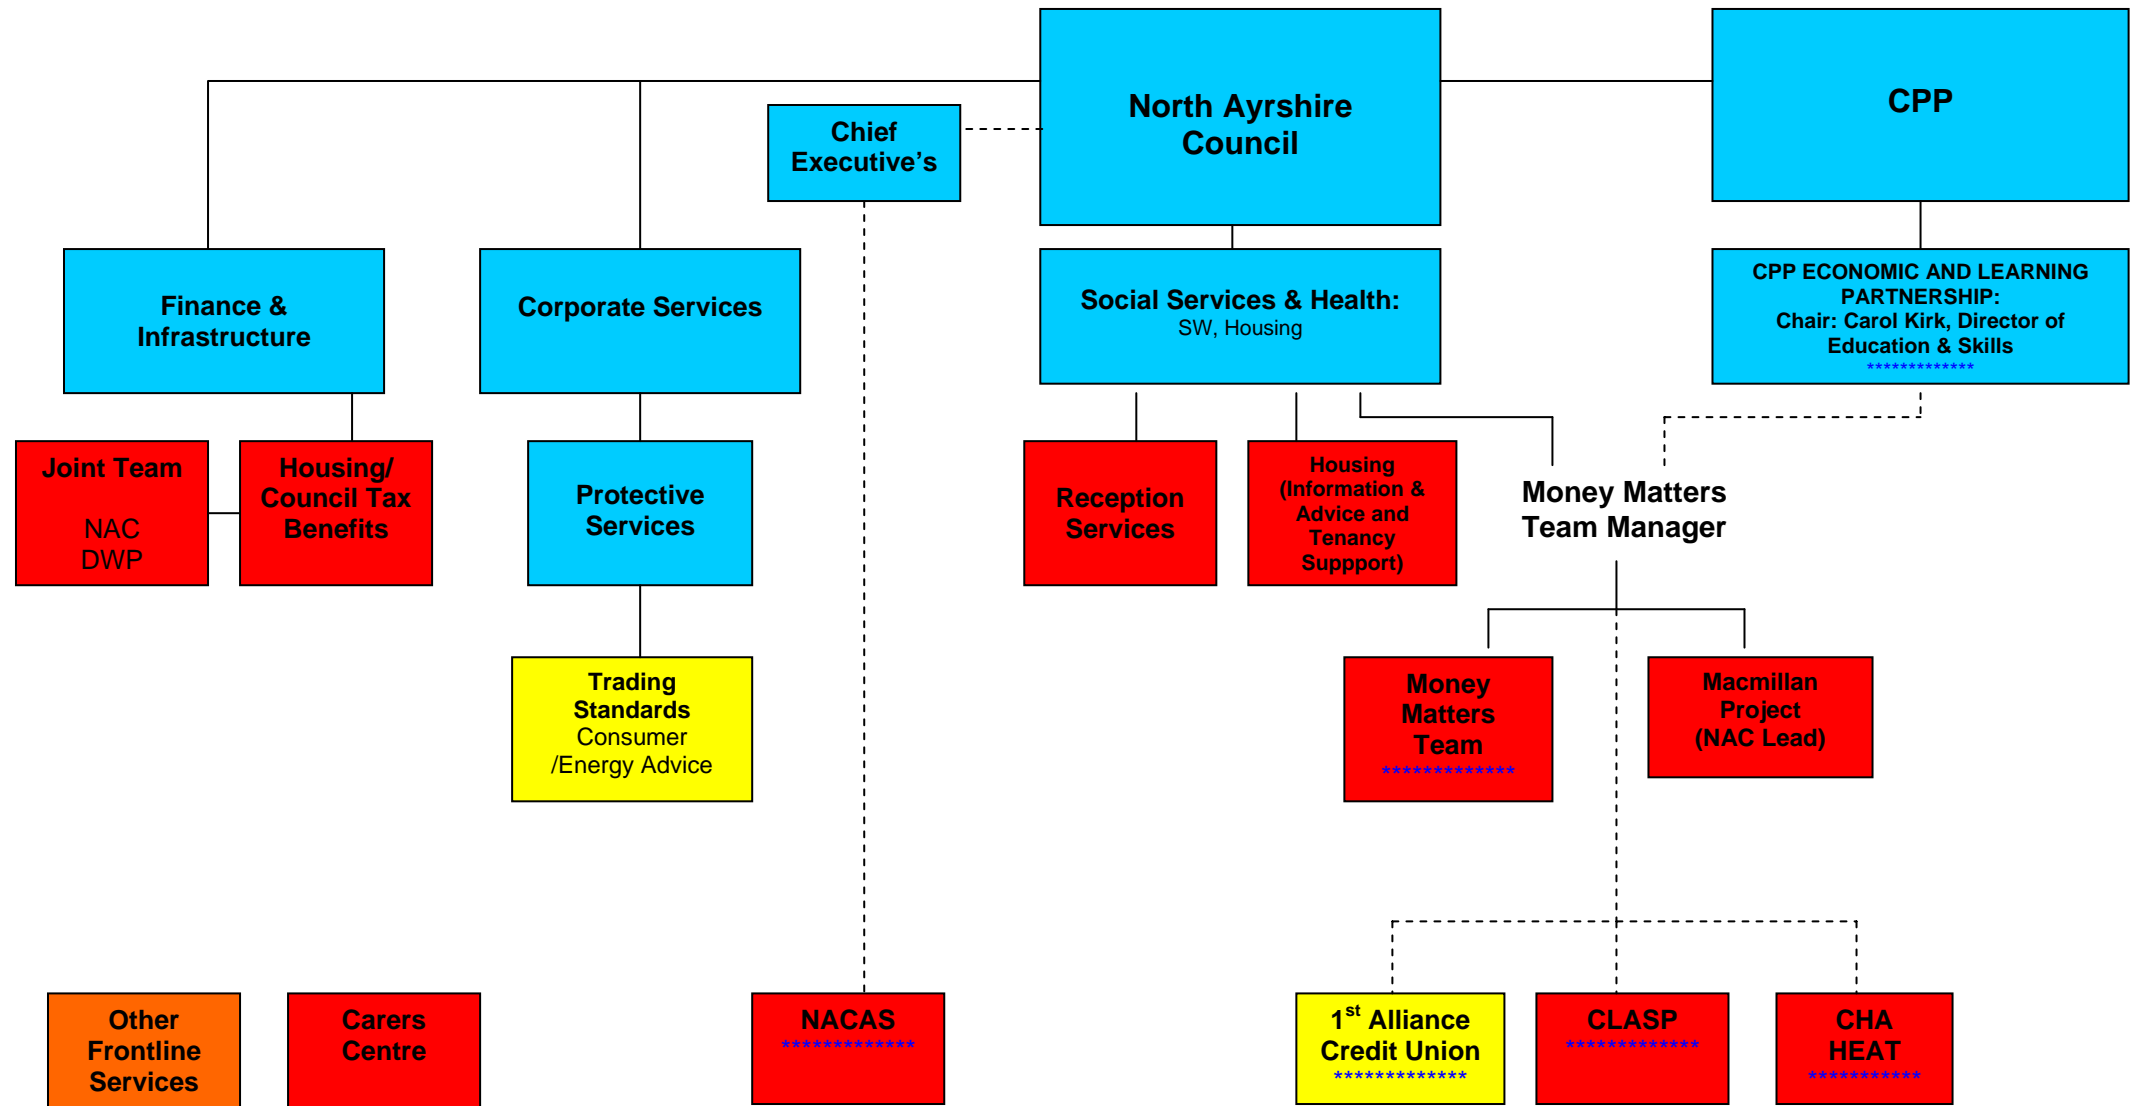 North Ayrshire
Council
CPP
Chief
Executive’s
Finance &
Infrastructure
Corporate Services
Social Services & Health:
SW, Housing
CPP ECONOMIC AND LEARNING
PARTNERSHIP:
Chair: Carol Kirk, Director of
Education & Skills
*************
Joint Team
NAC
DWP
Housing/
Council Tax
Benefits
Protective
Services
Reception
Services
Housing
(Information &
Advice and
Tenancy
Suppport)
Money Matters
Team Manager
Trading
Standards
Consumer
/Energy Advice
Money
Matters
Team
*************
Macmillan
Project
(NAC Lead)
Other
Frontline
Services
Carers
Centre
NACAS
*************
1st Alliance
Credit Union
*************
CLASP
*************
CHA
HEAT
***********